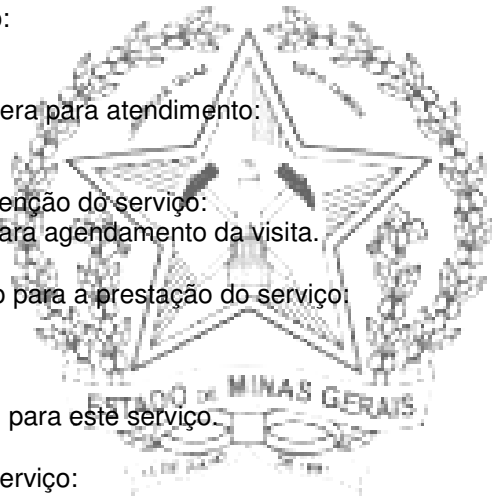 o:
era para atendimento:
enção do serviço:
ara agendamento da visita.
o para a prestação do serviço:
ESTADO DE MINAS GERAIS
para este serviço.
erviço: